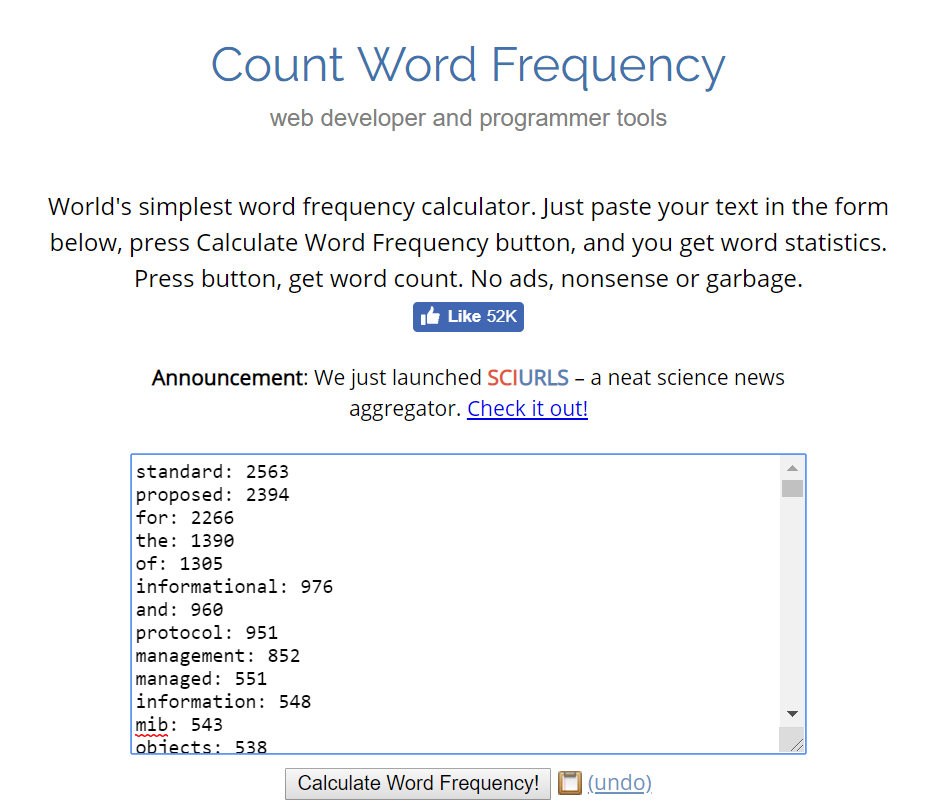 Count Word Frequency
web developer and programmer tools
World's simplest word frequency calculator. Just paste your text in the form
below, press Calculate Word Frequency button, and you get word statistics.
Press button, get word count. No ads, nonsense or garbage.
Like 52K
Announcement: We just launched SCIURLS – a neat science news
aggregator. Check it out!
standard: 2563
proposed: 2394
for: 2266
the: 1390
of: 1305
informational: 976
and: 960
protocol: 951
management: 852
managed: 551
information: 548
mib: 543
objects: 538
Calculate Word Frequency! (undo)